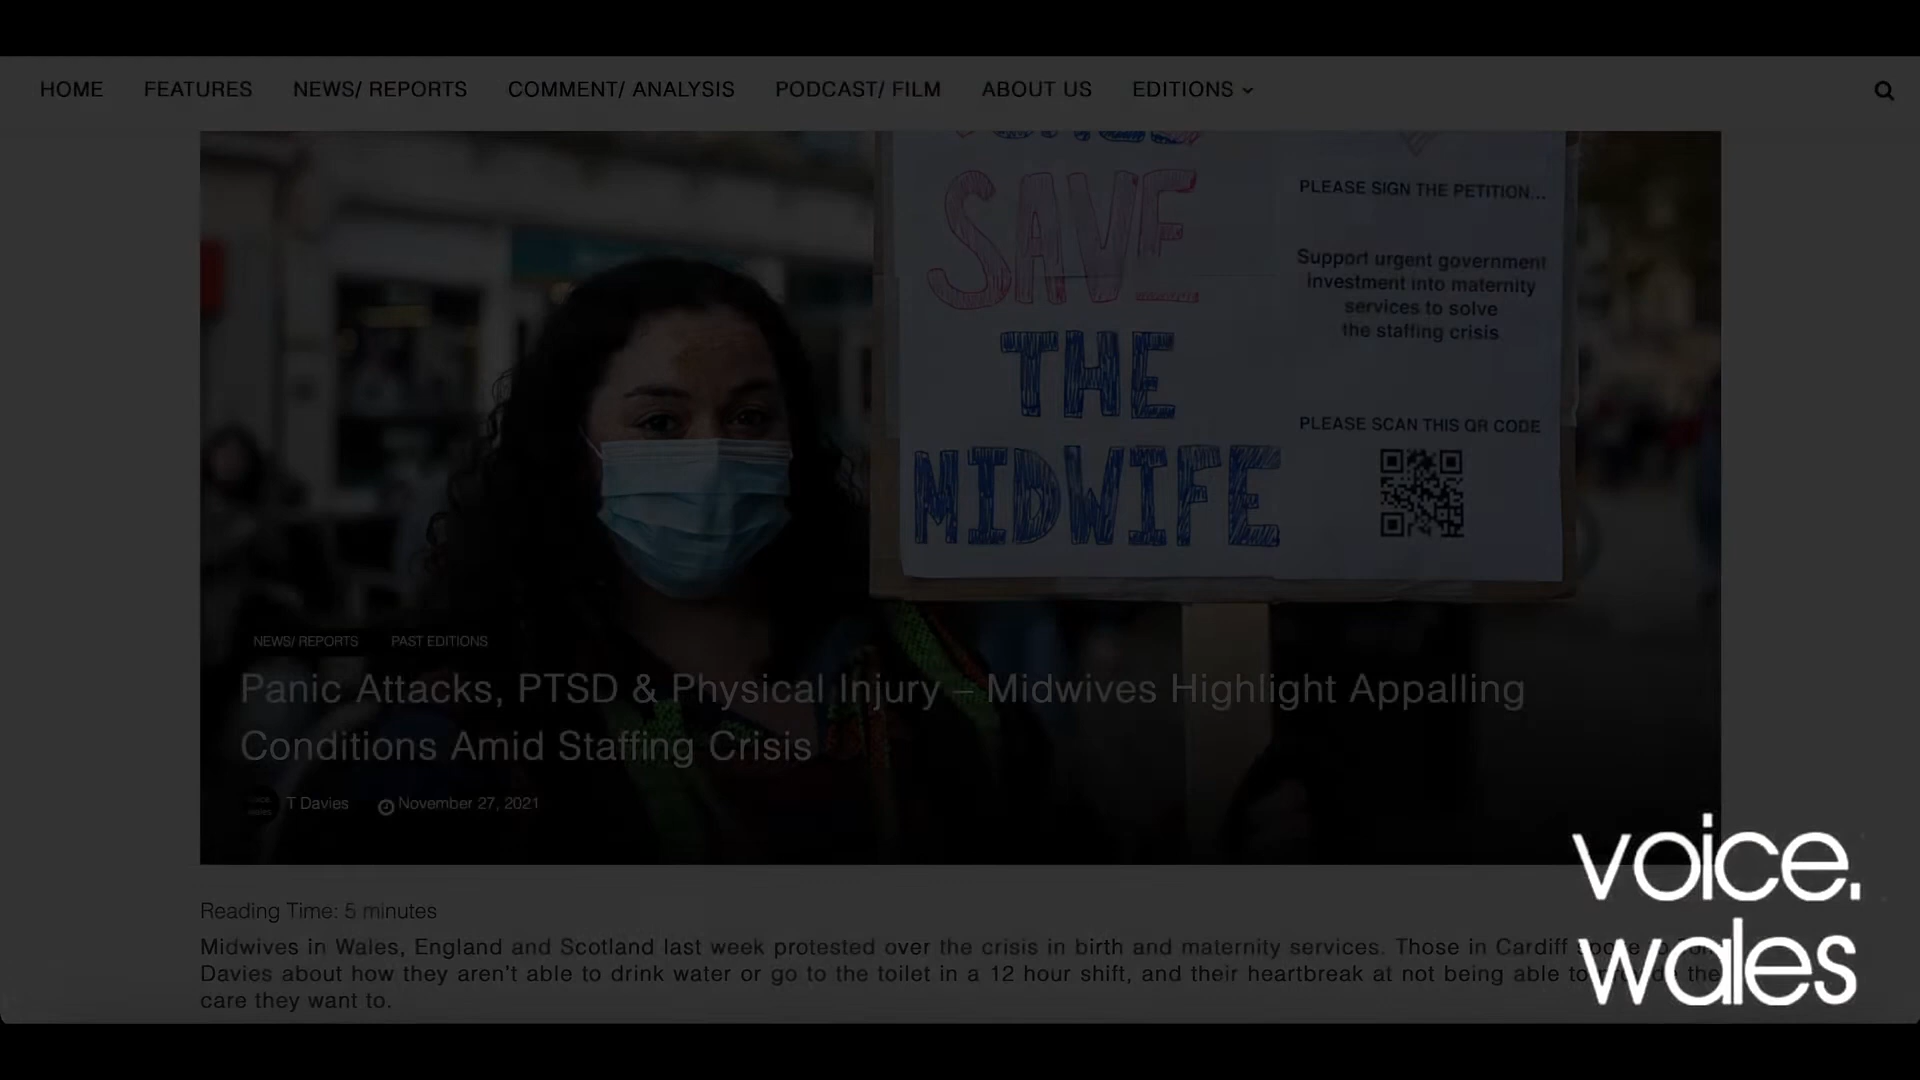 HOME FEATURES NEWS/ REPORTS COMMENT/ ANALYSIS PODCAST/ FILM ABOUT US EDITIONS
SAVE
THE
MIDWIFE
PLEASE SIGN THE PETITION...
Support urgent government
investment into maternity
services to solve
the staffing crisis
PLEASE SCAN THIS QR CODE
NEWS/ REPORTS PAST EDITIONS
Panic Attacks, PTSD & Physical Injury – Midwives Highlight Appalling
Conditions Amid Staffing Crisis
T Davies November 27, 2021
Reading Time: 5 minutes
Midwives in Wales, England and Scotland last week protested over the crisis in birth and maternity services. Those in Cardiff
Davies about how they aren't able to drink water or go to the toilet in a 12 hour shift, and their heartbreak at not being able to the
care they want to.
voice.
wales